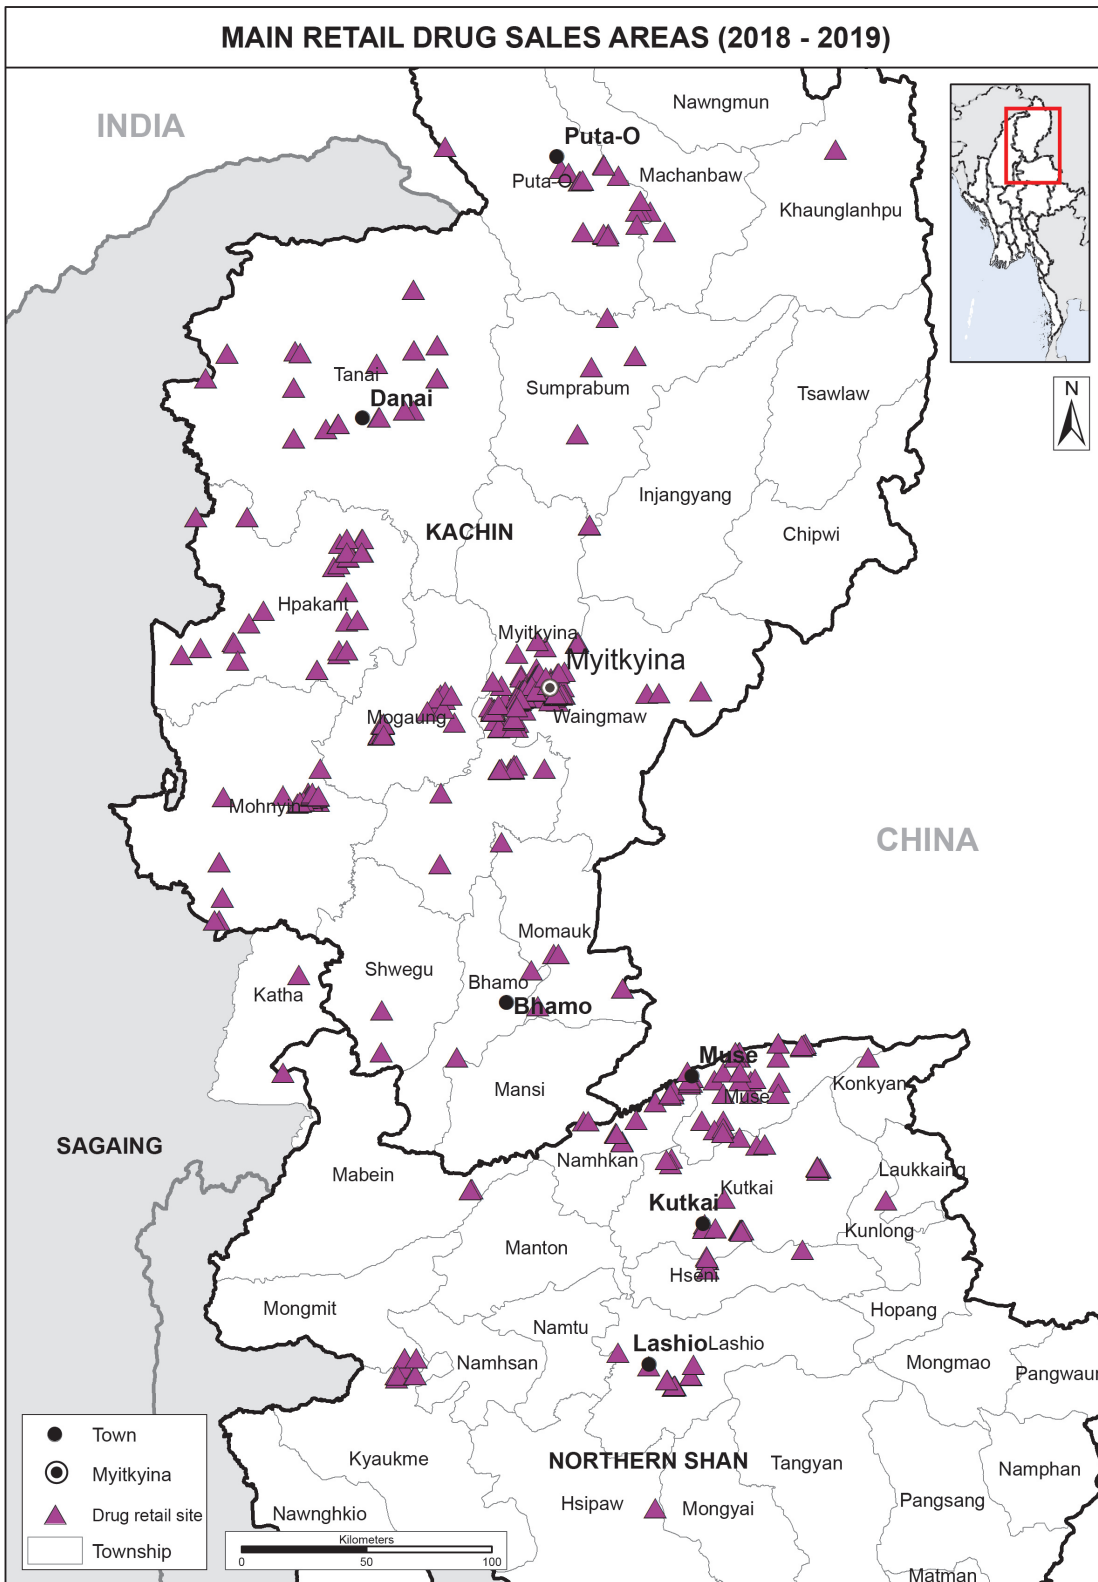 MAIN RETAIL DRUG SALES AREAS (2018 - 2019)
INDIA
Nawngmun
Puta-O
Puta-O
Machanbaw
Khaunglanhpu
N
Tanai
Danai
Sumprabum
Tsawlaw
Injangyang
KACHIN
Chipwi
Hpakant
Myitkyina
Myitkyina
Mogaung
Waingmaw
Mohnyin
CHINA
Momauk
Shwegu
Bhamo
Katha
Bhamo
Muse
Konkyan
Mansi
Muse
SAGAING
Namhkan
Mabein
Laukkaing
Kutkai
Kutkai
Kunlong
Manton
Hseni
Mongmit
Hopang
Namtu
Lashio
Lashio
Namhsan
Mongmao
Pangwaun
Town
Kyaukme
NORTHERN SHAN
Tangyan
Namphan
Myitkyina
Hsipaw
Mongyai
Pangsang
Drug retail site
Nawnghkio
Township
Kilometers
0 50 100
Matman